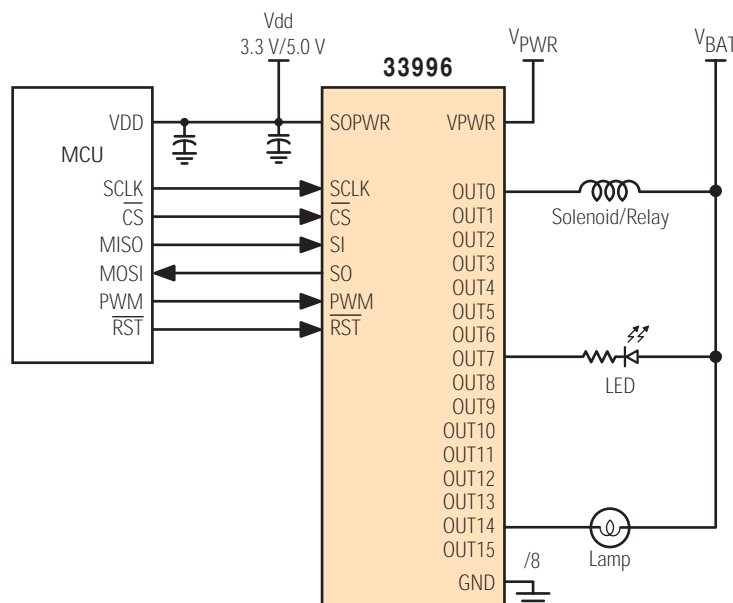 Vdd
3.3 V/5.0 V
33996
VPWR
VBAT
MCU
VDD
SCLK
CS
MISO
MOSI
PWM
RST
SOPWR
SCLK
CS
SI
SO
PWM
RST
VPWR
OUT0
OUT1
OUT2
OUT3
OUT4
OUT5
OUT6
OUT7
OUT8
OUT9
OUT10
OUT11
OUT12
OUT13
OUT14
OUT15
GND
/8
Solenoid/Relay
LED
Lamp